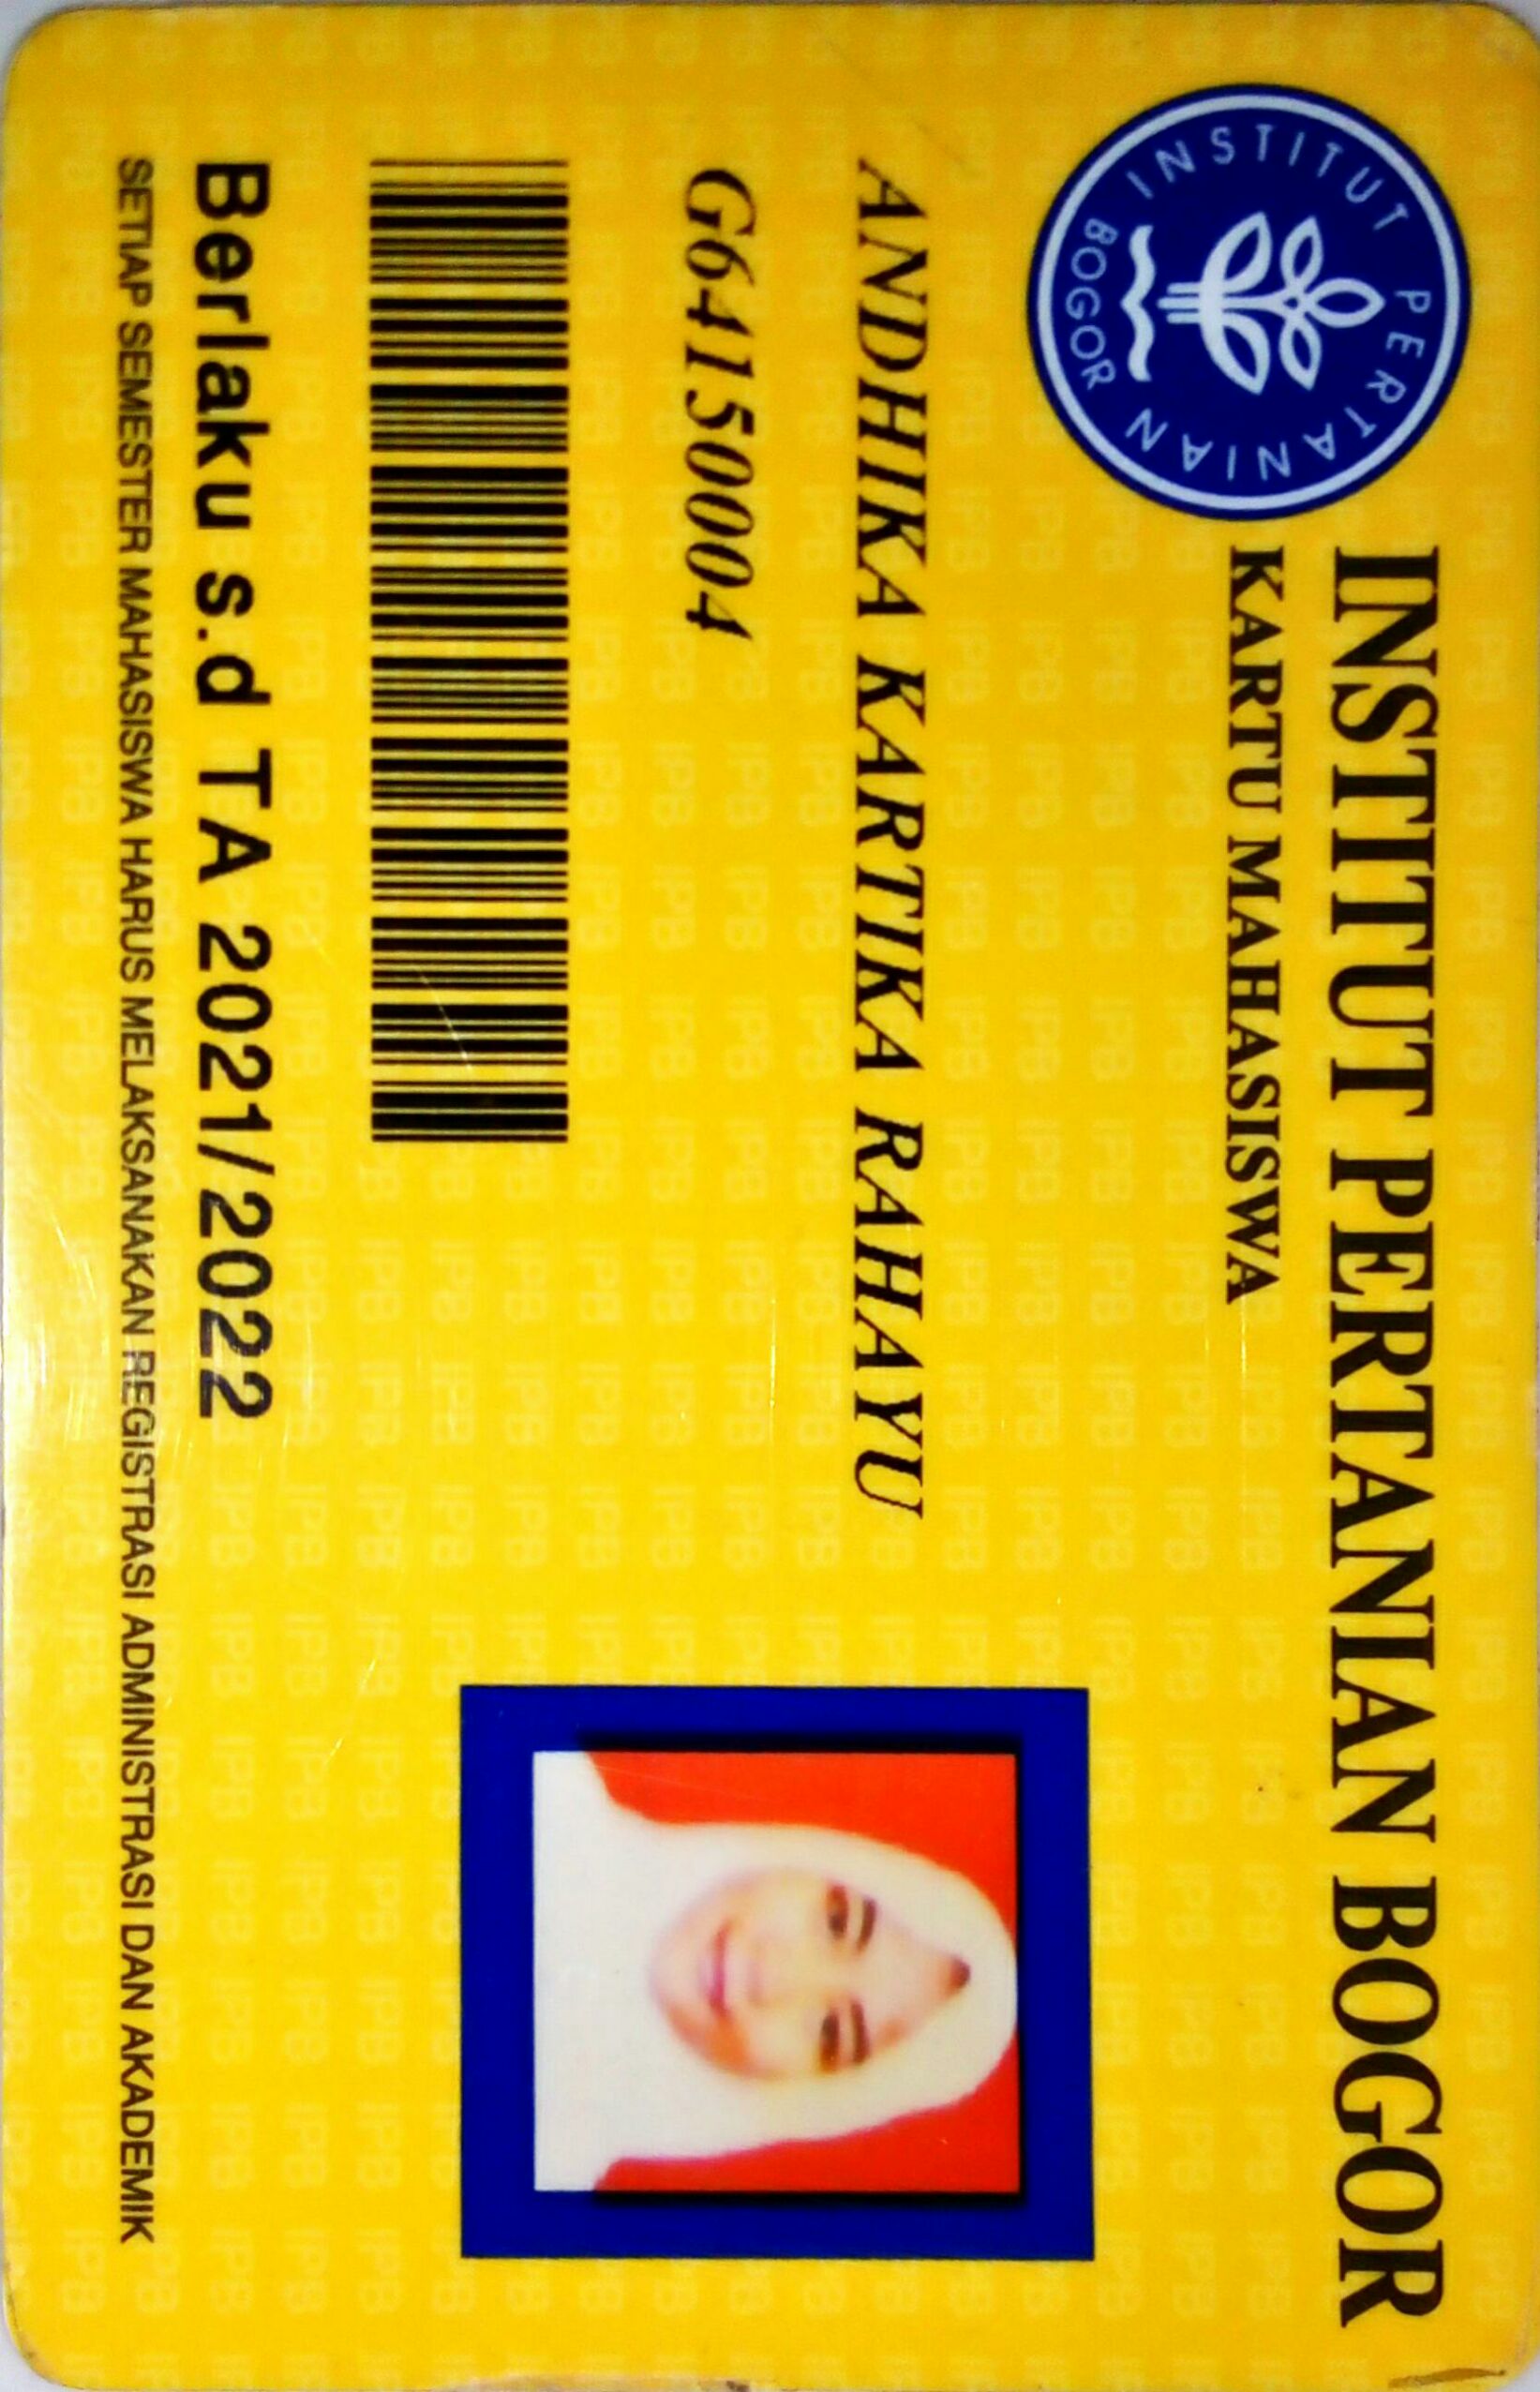 INSTITUT PERTANIAN BOGOR
INSTITUT PERTANIAN BOGOR
KARTU MAHASISWA
ANDHIKA KARTIKA RAHAYU
G64150004
Berlaku s.d TA 2021/2022
SETIAP SEMESTER MAHASISWA HARUS MELAKSANAKAN REGISTRASI ADMINISTRASI DAN AKADEMIK